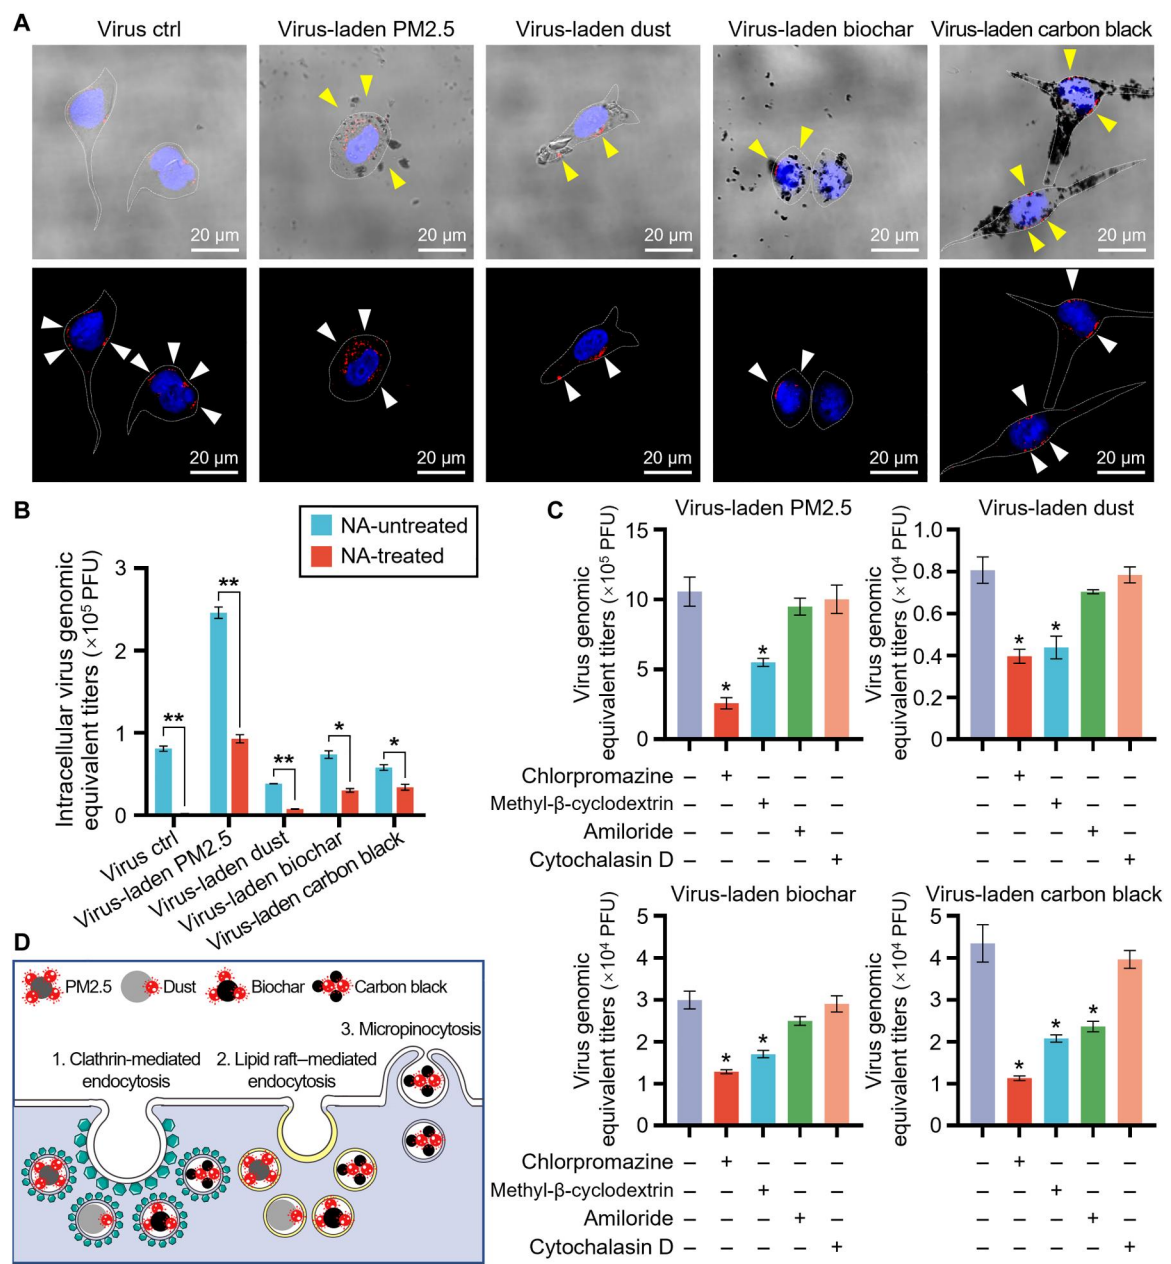 A
Virus ctrl
Virus-laden PM2.5
Virus-laden dust
Virus-laden biochar
Virus-laden carbon black
20 μm
20 μm
20 μm
20 μm
20 μm
20 μm
20 μm
20 μm
20 μm
20 μm
B
NA-untreated
NA-treated
Intracellular virus genomic
equivalent titers (×10⁵ PFU)
3
2
1
0
**
**
**
*
*
Virus ctrl
Virus-laden PM2.5
Virus-laden dust
Virus-laden biochar
Virus-laden carbon black
C
Virus-laden PM2.5
Virus genomic
equivalent titers (×10⁵ PFU)
15
10
5
0
*
*
Virus-laden dust
Virus genomic
equivalent titers (×10⁴ PFU)
1.0
0.8
0.6
0.4
0.2
0
*
*
Chlorpromazine – + – – – – + – – –
Methyl-β-cyclodextrin – – + – – – – + – –
Amiloride – – – + – – – – + –
Cytochalasin D – – – – + – – – – +
Virus-laden biochar
Virus genomic
equivalent titers (×10⁴ PFU)
5
4
3
2
1
0
*
*
Virus-laden carbon black
Virus genomic
equivalent titers (×10⁴ PFU)
5
4
3
2
1
0
*
*
*
Chlorpromazine – + – – – – + – – –
Methyl-β-cyclodextrin – – + – – – – + – –
Amiloride – – – + – – – – + –
Cytochalasin D – – – – + – – – – +
D
PM2.5
Dust
Biochar
Carbon black
1. Clathrin-mediated
endocytosis
2. Lipid raft–mediated
endocytosis
3. Micropinocytosis